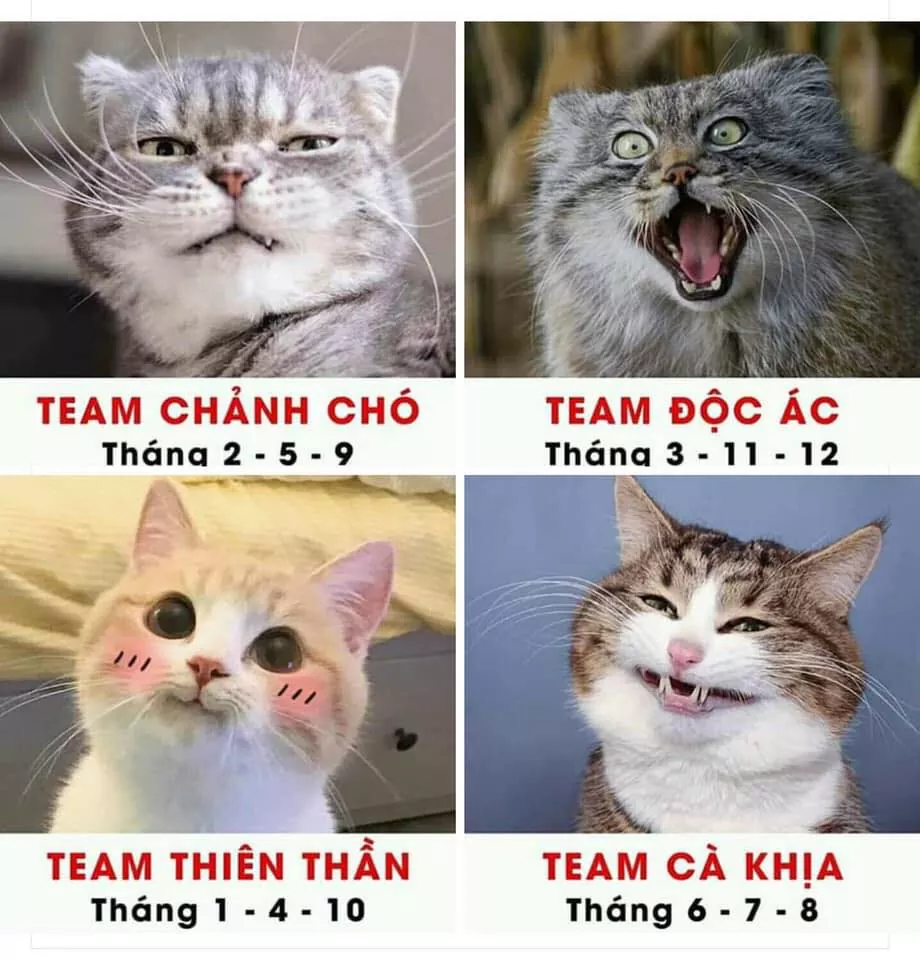 TEAM CHẢNH CHÓ
Tháng 2 - 5 - 9
TEAM ĐỘC ÁC
Tháng 3 - 11 - 12
TEAM THIÊN THẦN
Tháng 1 - 4 - 10
TEAM CÀ KHỊA
Tháng 6 - 7 - 8